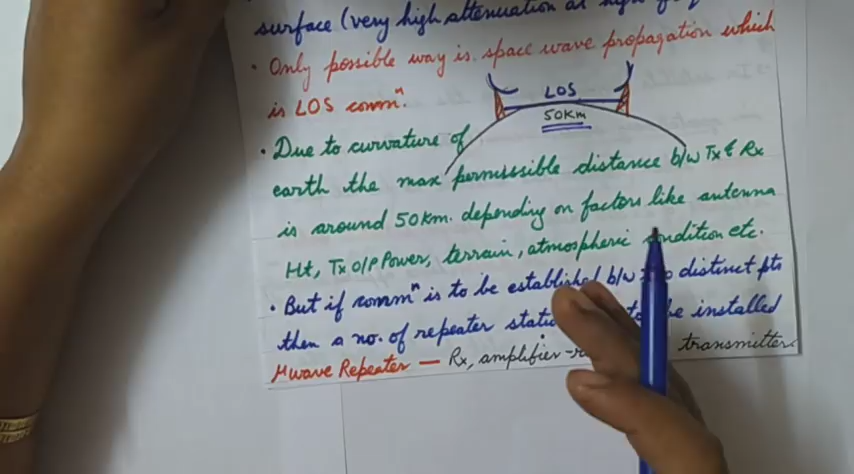 surface (very high attenuation at high
· Only possible way is space wave propagation which
is LOS commⁿ.
LOS
50Km
· Due to curvature of
earth the max permissible distance b/w Tx & Rx
is around 50km. depending on factors like antenna
Ht, Tx O/P Power, terrain, atmospheric condition etc.
· But if commⁿ is to be established b/w distinct pts
then a no. of repeater installed
μwave Repeater — Rx, amplifier transmitter